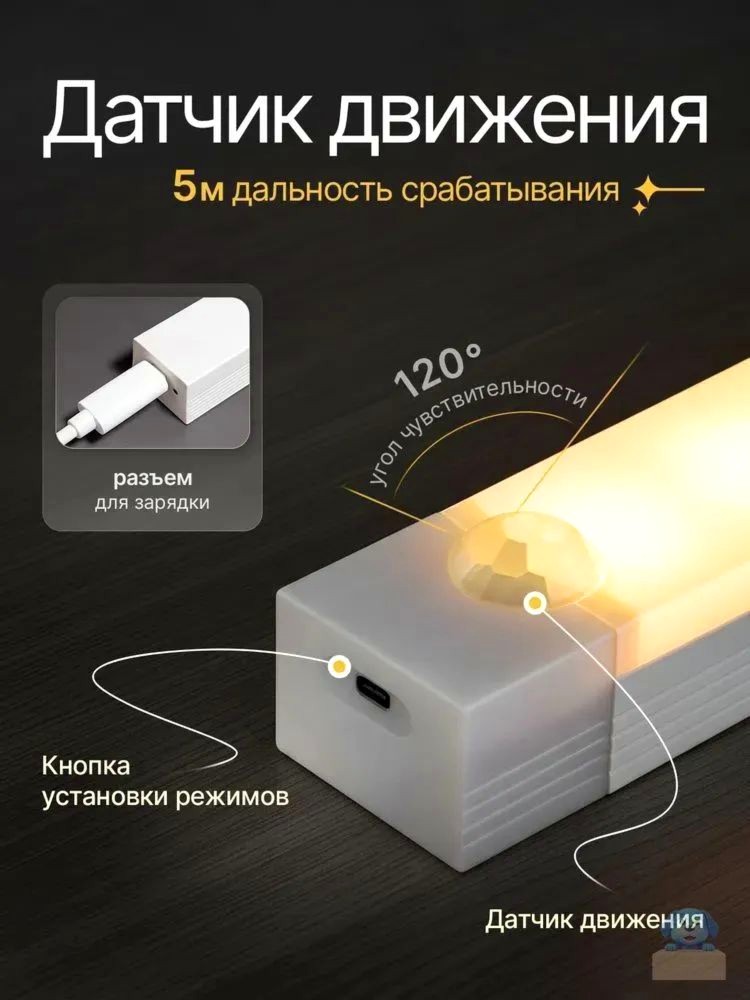 Датчик движения
5м дальность срабатывания
120°
угол чувствительности
разъем
для зарядки
Кнопка
установки режимов
Датчик движения